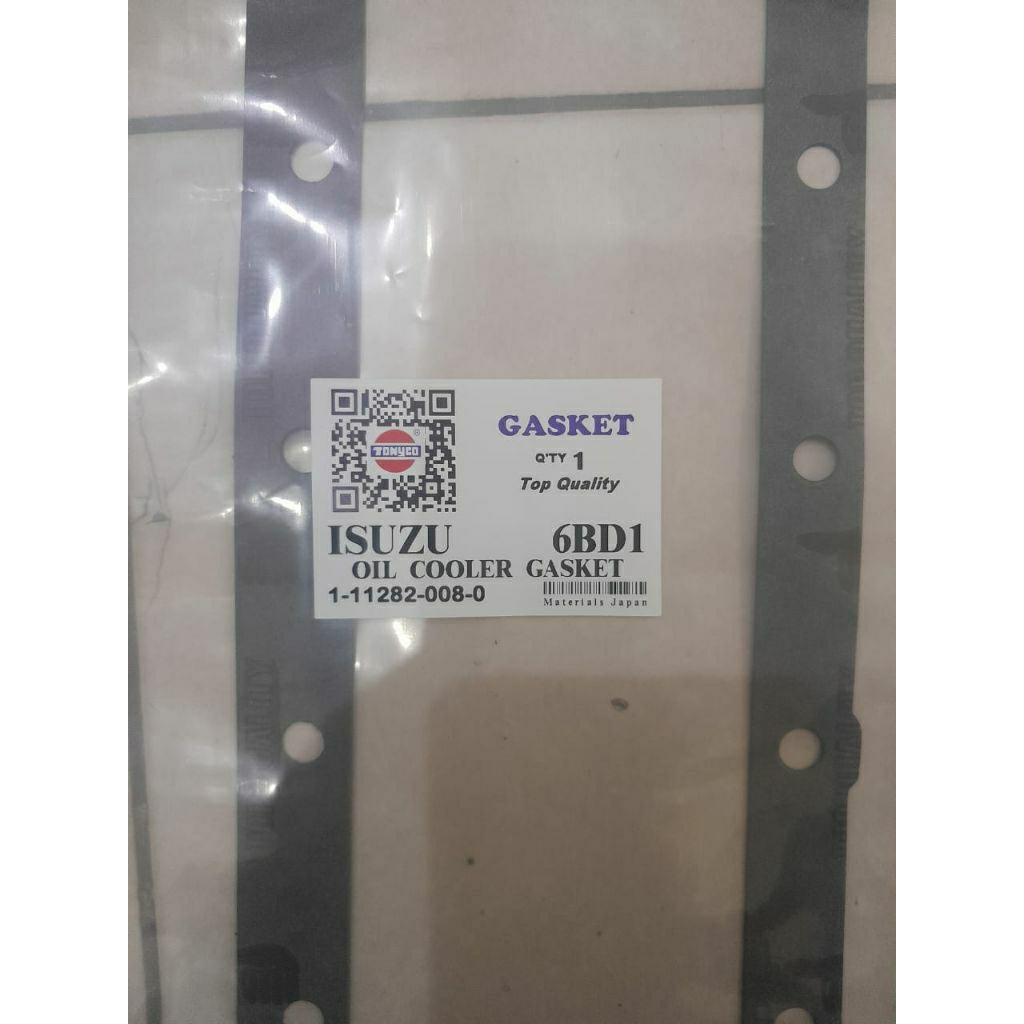 TONYCO ®
GASKET
Q'TY 1
Top Quality
ISUZU 6BD1
OIL COOLER GASKET
1-11282-008-0
Materials Japan